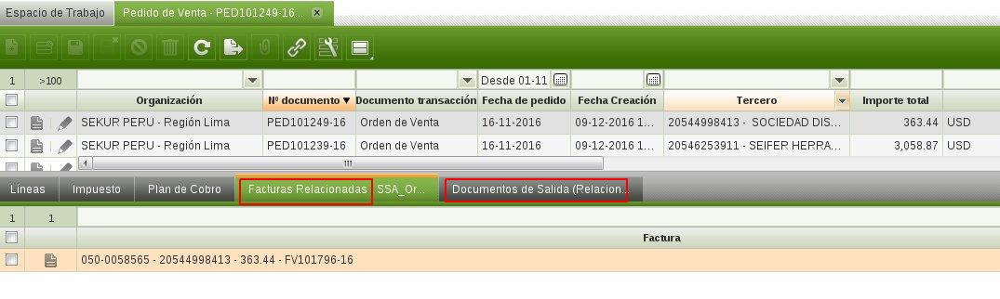 Espacio de Trabajo Pedido de Venta - PED101249-16...
1 >100 Desde 01-11
Organización Nº documento Documento transacción Fecha de pedido Fecha Creación Tercero Importe total
SEKUR PERU - Región Lima PED101249-16 Orden de Venta 16-11-2016 09-12-2016 1... 20544998413 - SOCIEDAD DIS... 363.44 USD
SEKUR PERU - Región Lima PED101239-16 Orden de Venta 16-11-2016 09-12-2016 1... 20546253911 - SEIFER HERRA... 3,058.87 USD
Líneas Impuesto Plan de Cobro Facturas Relacionadas SSA_Or... Documentos de Salida (Relacion...
1 1
Factura
050-0058565 - 20544998413 - 363.44 - FV101796-16